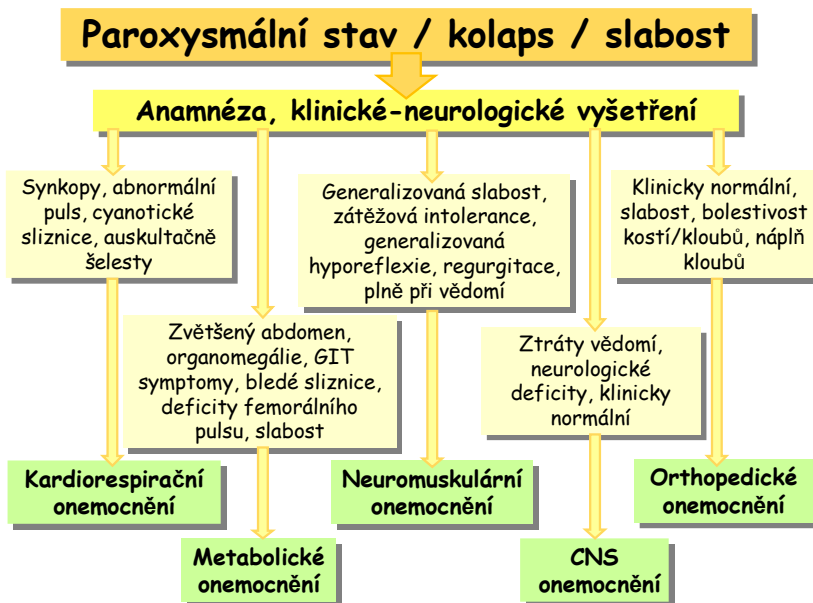 Paroxysmální stav / kolaps / slabost
Anamnéza, klinické-neurologické vyšetření
Synkopy, abnormální
puls, cyanotické
sliznice, auskultačně
šelesty
Generalizovaná slabost,
zátěžová intolerance,
generalizovaná
hyporeflexie, regurgitace,
plně při vědomí
Klinicky normální,
slabost, bolestivost
kostí/kloubů, náplň
kloubů
Zvětšený abdomen,
organomegálie, GIT
symptomy, bledé sliznice,
deficity femorálního
pulsu, slabost
Ztráty vědomí,
neurologické
deficity, klinicky
normální
Kardiorespirační
onemocnění
Neuromuskulární
onemocnění
Orthopedické
onemocnění
Metabolické
onemocnění
CNS
onemocnění